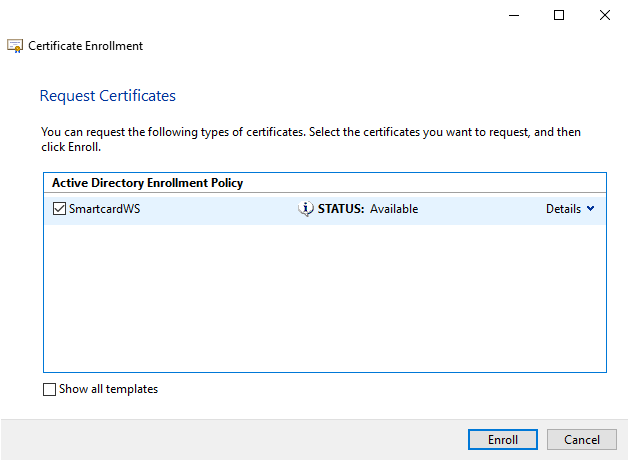 Certificate Enrollment
Request Certificates
You can request the following types of certificates. Select the certificates you want to request, and then
click Enroll.
Active Directory Enrollment Policy
SmartcardWS STATUS: Available Details
Show all templates
Enroll Cancel